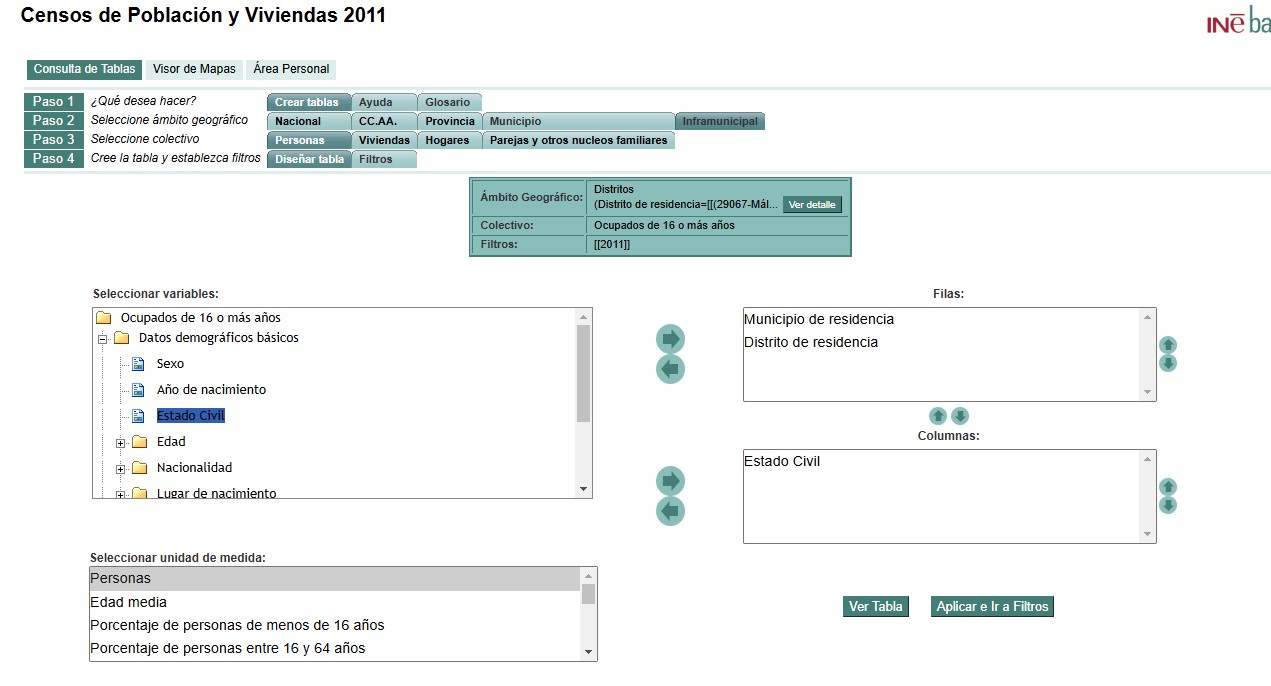 Censos de Población y Viviendas 2011
INē ba
Consulta de Tablas Visor de Mapas Área Personal
Paso 1 ¿Qué desea hacer? Crear tablas Ayuda Glosario
Paso 2 Seleccione ámbito geográfico Nacional CC.AA. Provincia Municipio Inframunicipal
Paso 3 Seleccione colectivo Personas Viviendas Hogares Parejas y otros nucleos familiares
Paso 4 Cree la tabla y establezca filtros Diseñar tabla Filtros
Ámbito Geográfico: Distritos
(Distrito de residencia=[[(29067-Mál... Ver detalle
Colectivo: Ocupados de 16 o más años
Filtros: [[2011]]
Seleccionar variables:
Ocupados de 16 o más años
Datos demográficos básicos
Sexo
Año de nacimiento
Estado Civil
Edad
Nacionalidad
Lugar de nacimiento
Filas:
Municipio de residencia
Distrito de residencia
Columnas:
Estado Civil
Seleccionar unidad de medida:
Personas
Edad media
Porcentaje de personas de menos de 16 años
Porcentaje de personas entre 16 y 64 años
Ver Tabla Aplicar e Ir a Filtros